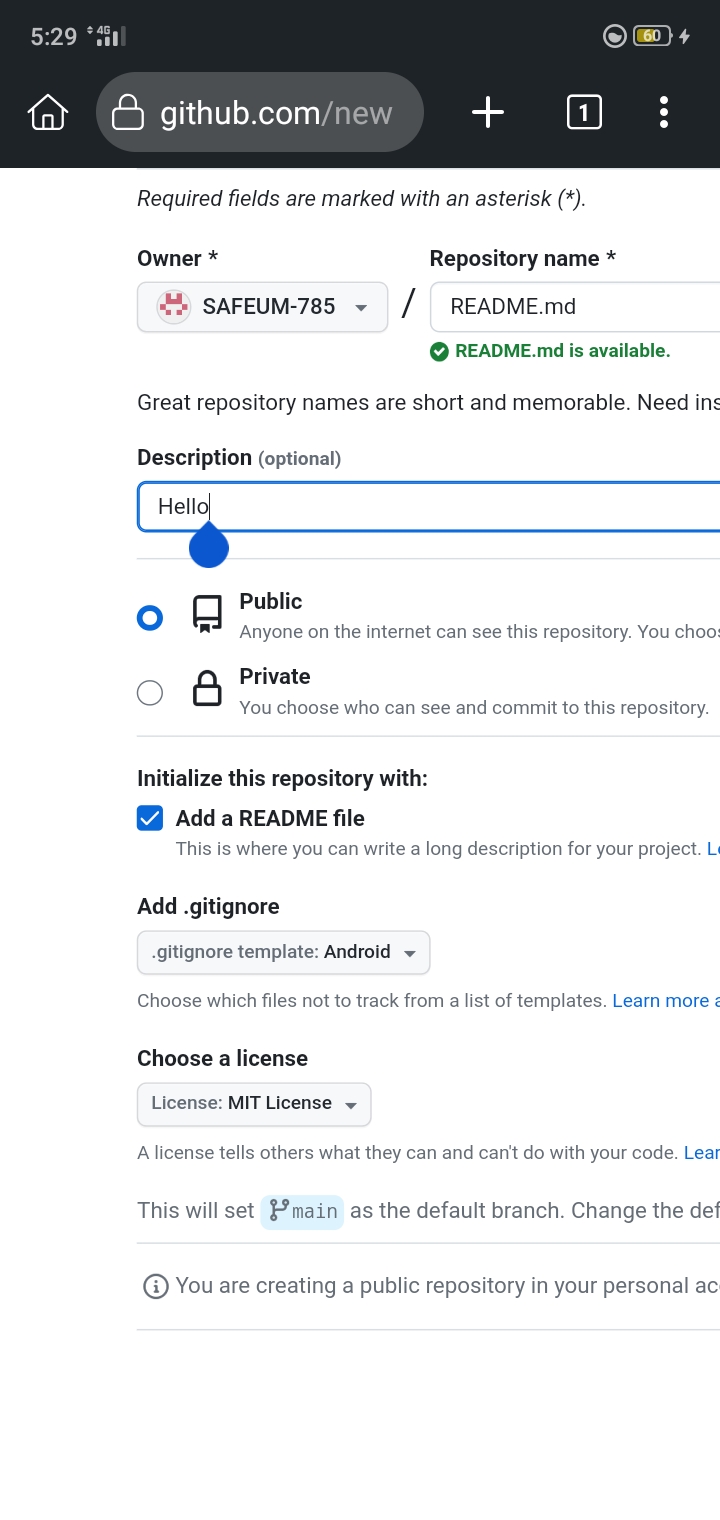 5:29 4G 60
github.com/new 1
Required fields are marked with an asterisk (*).
Owner * Repository name *
SAFEUM-785 / README.md
README.md is available.
Great repository names are short and memorable. Need ins
Description (optional)
Hello
Public
Anyone on the internet can see this repository. You choos
Private
You choose who can see and commit to this repository.
Initialize this repository with:
Add a README file
This is where you can write a long description for your project. Le
Add .gitignore
.gitignore template: Android
Choose which files not to track from a list of templates. Learn more a
Choose a license
License: MIT License
A license tells others what they can and can't do with your code. Lear
This will set main as the default branch. Change the def
You are creating a public repository in your personal acc